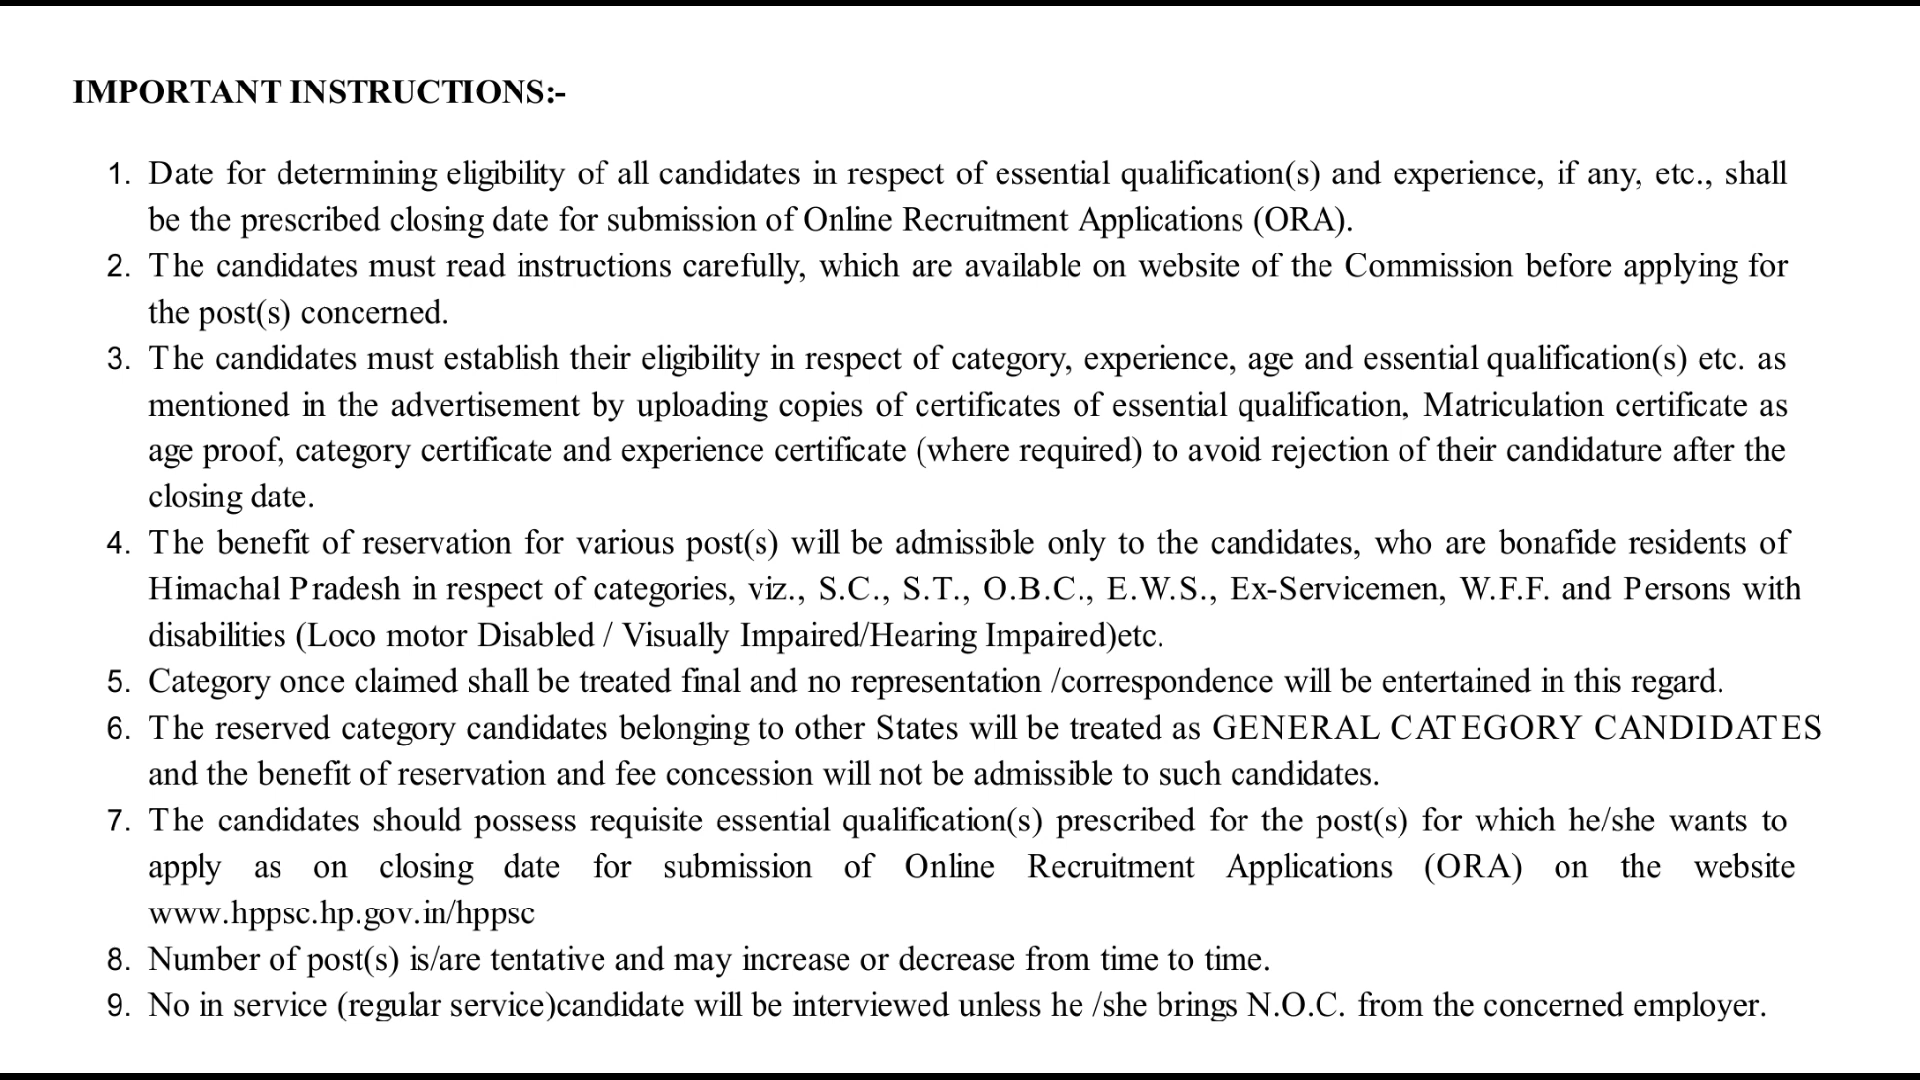 IMPORTANT INSTRUCTIONS:-
1. Date for determining eligibility of all candidates in respect of essential qualification(s) and experience, if any, etc., shall
be the prescribed closing date for submission of Online Recruitment Applications (ORA).
2. The candidates must read instructions carefully, which are available on website of the Commission before applying for
the post(s) concerned.
3. The candidates must establish their eligibility in respect of category, experience, age and essential qualification(s) etc. as
mentioned in the advertisement by uploading copies of certificates of essential qualification, Matriculation certificate as
age proof, category certificate and experience certificate (where required) to avoid rejection of their candidature after the
closing date.
4. The benefit of reservation for various post(s) will be admissible only to the candidates, who are bonafide residents of
Himachal Pradesh in respect of categories, viz., S.C., S.T., O.B.C., E.W.S., Ex-Servicemen, W.F.F. and Persons with
disabilities (Loco motor Disabled / Visually Impaired/Hearing Impaired)etc.
5. Category once claimed shall be treated final and no representation /correspondence will be entertained in this regard.
6. The reserved category candidates belonging to other States will be treated as GENERAL CATEGORY CANDIDATES
and the benefit of reservation and fee concession will not be admissible to such candidates.
7. The candidates should possess requisite essential qualification(s) prescribed for the post(s) for which he/she wants to
apply as on closing date for submission of Online Recruitment Applications (ORA) on the website
www.hppsc.hp.gov.in/hppsc
8. Number of post(s) is/are tentative and may increase or decrease from time to time.
9. No in service (regular service)candidate will be interviewed unless he /she brings N.O.C. from the concerned employer.